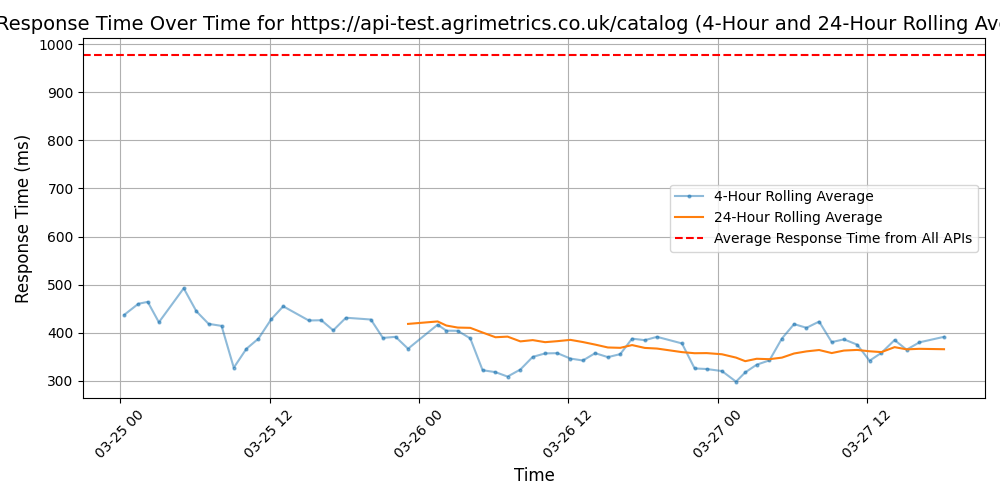 Response Time Over Time for https://api-test.agrimetrics.co.uk/catalog (4-Hour and 24-Hour Rolling
Response Time (ms)
1000
900
800
700
600
500
400
300
4-Hour Rolling Average
24-Hour Rolling Average
Average Response Time from All APIs
03-25 00
03-25 12
03-26 00
03-26 12
03-27 00
03-27 12
Time